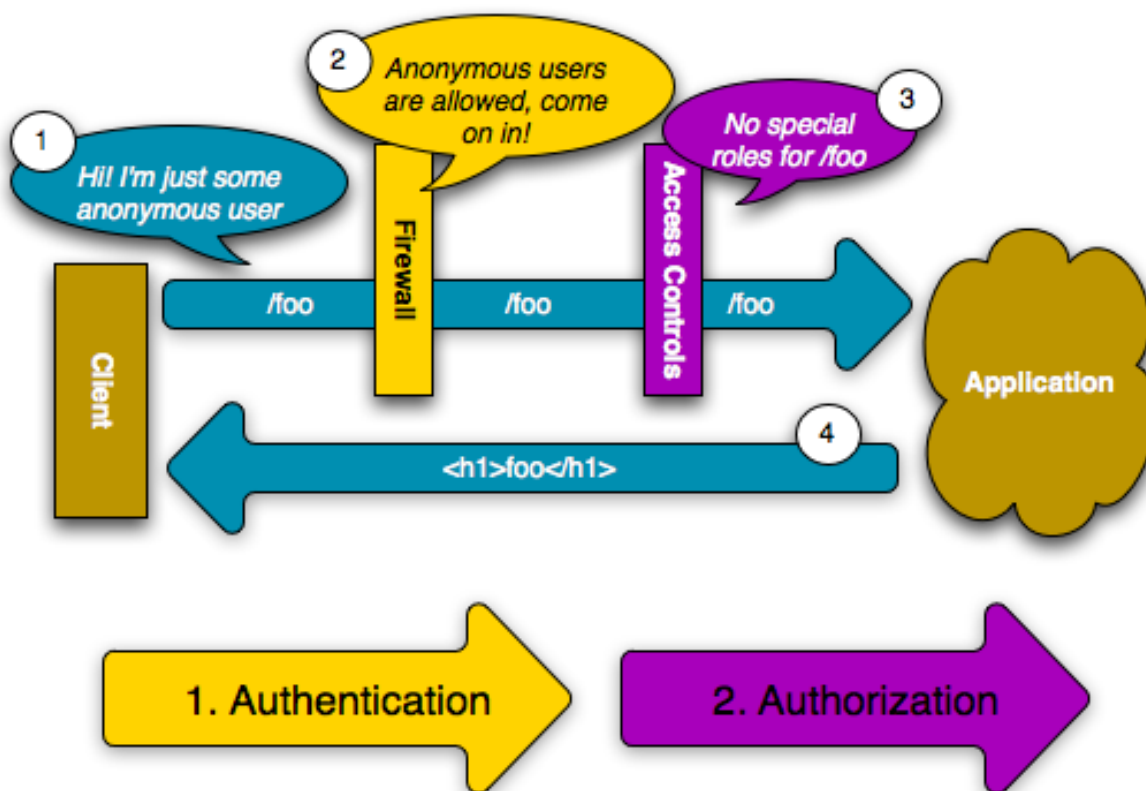 1
Hi! I'm just some
anonymous user
2
Anonymous users
are allowed, come
on in!
3
No special
roles for /foo
Client
/foo
Firewall
/foo
Access Controls
/foo
Application
4
<h1>foo</h1>
1. Authentication
2. Authorization